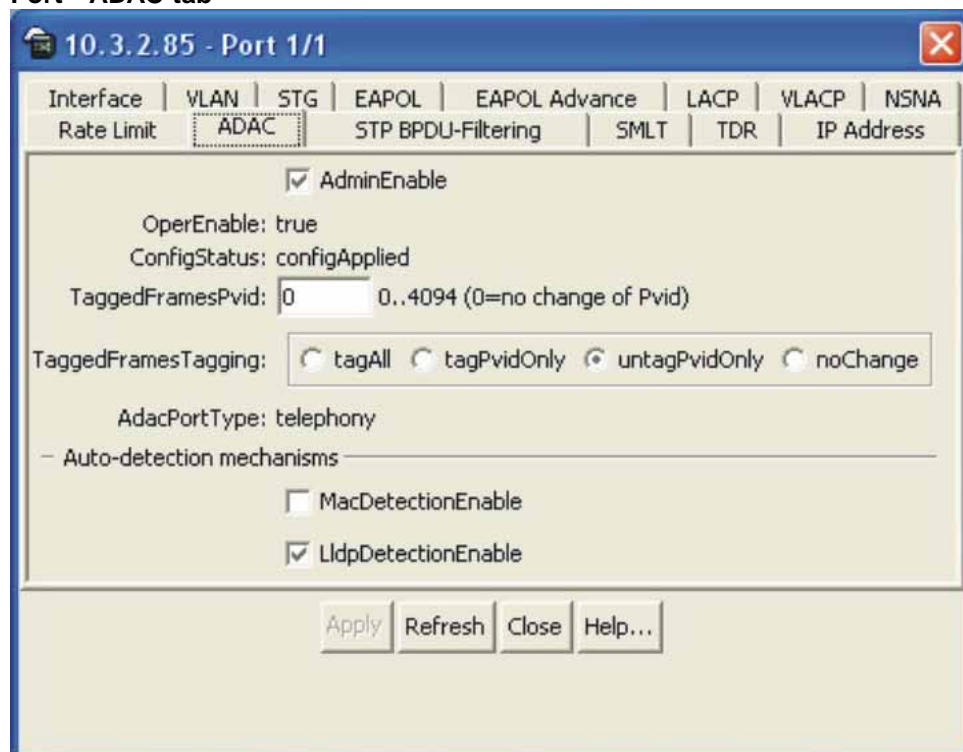 Port - ADAC tab
10.3.2.85 - Port 1/1
Interface VLAN STG EAPOL EAPOL Advance LACP VLACP NSNA
Rate Limit ADAC STP BPDU-Filtering SMLT TDR IP Address
AdminEnable
OperEnable: true
ConfigStatus: configApplied
TaggedFramesPvid: 0 0..4094 (0=no change of Pvid)
TaggedFramesTagging: tagAll tagPvidOnly untagPvidOnly noChange
AdacPortType: telephony
Auto-detection mechanisms
MacDetectionEnable
LldpDetectionEnable
Apply Refresh Close Help...